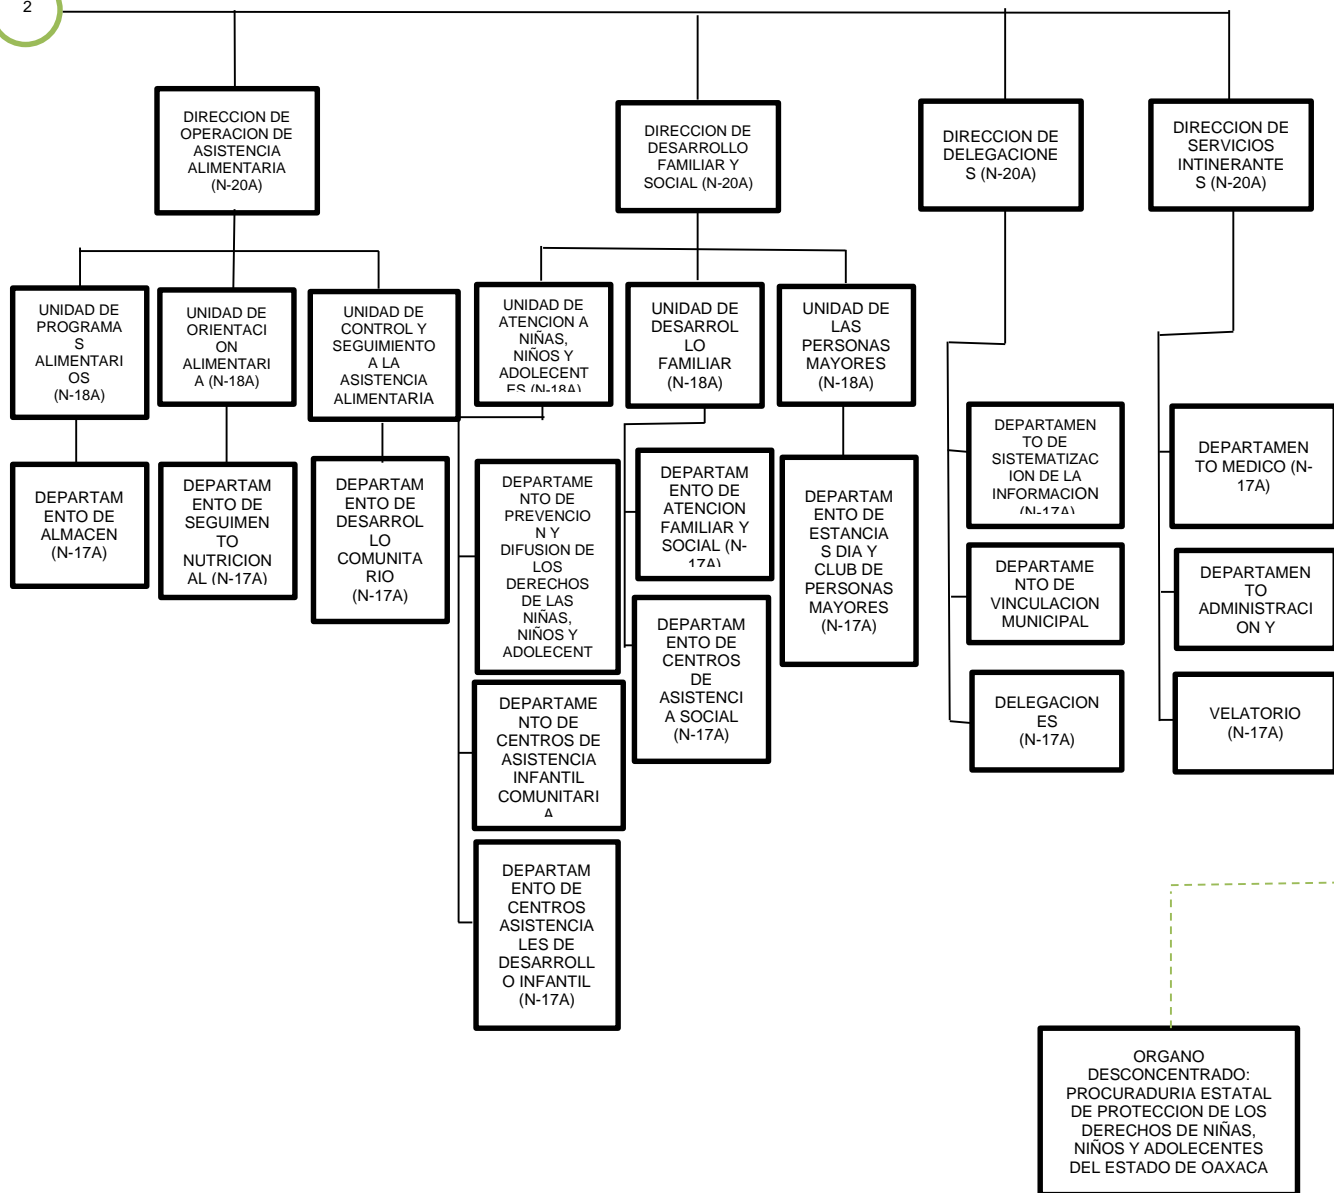 2
DIRECCION DE
OPERACION DE
ASISTENCIA
ALIMENTARIA
(N-20A)
DIRECCION DE
DESARROLLO
FAMILIAR Y
SOCIAL (N-20A)
DIRECCION DE
DELEGACIONE
S (N-20A)
DIRECCION DE
SERVICIOS
INTINERANTE
S (N-20A)
UNIDAD DE
PROGRAMA
S
ALIMENTARI
OS
(N-18A)
UNIDAD DE
ORIENTACI
ON
ALIMENTARI
A (N-18A)
UNIDAD DE
CONTROL Y
SEGUIMIENTO
A LA
ASISTENCIA
ALIMENTARIA
UNIDAD DE
ATENCION A
NIÑAS,
NIÑOS Y
ADOLECENT
ES (N-18A)
UNIDAD DE
DESARROL
LO
FAMILIAR
(N-18A)
UNIDAD DE
LAS
PERSONAS
MAYORES
(N-18A)
DEPARTAM
ENTO DE
ALMACEN
(N-17A)
DEPARTAM
ENTO DE
SEGUIMEN
TO
NUTRICION
AL (N-17A)
DEPARTAM
ENTO DE
DESARROL
LO
COMUNITA
RIO
(N-17A)
DEPARTAME
NTO DE
PREVENCIO
N Y
DIFUSION DE
LOS
DERECHOS
DE LAS
NIÑAS,
NIÑOS Y
ADOLECENT
DEPARTAME
NTO DE
CENTROS DE
ASISTENCIA
INFANTIL
COMUNITARI
A
DEPARTAM
ENTO DE
CENTROS
ASISTENCIA
LES DE
DESARROLL
O INFANTIL
(N-17A)
DEPARTAM
ENTO DE
ATENCION
FAMILIAR Y
SOCIAL (N-
17A)
DEPARTAM
ENTO DE
CENTROS
DE
ASISTENCI
A SOCIAL
(N-17A)
DEPARTAM
ENTO DE
ESTANCIA
S DIA Y
CLUB DE
PERSONAS
MAYORES
(N-17A)
DEPARTAMEN
TO DE
SISTEMATIZAC
ION DE LA
INFORMACION
(N-17A)
DEPARTAME
NTO DE
VINCULACION
MUNICIPAL
DELEGACION
ES
(N-17A)
DEPARTAMEN
TO MEDICO (N-
17A)
DEPARTAMEN
TO
ADMINISTRACI
ON Y
VELATORIO
(N-17A)
ORGANO
DESCONCENTRADO:
PROCURADURIA ESTATAL
DE PROTECCION DE LOS
DERECHOS DE NIÑAS,
NIÑOS Y ADOLECENTES
DEL ESTADO DE OAXACA